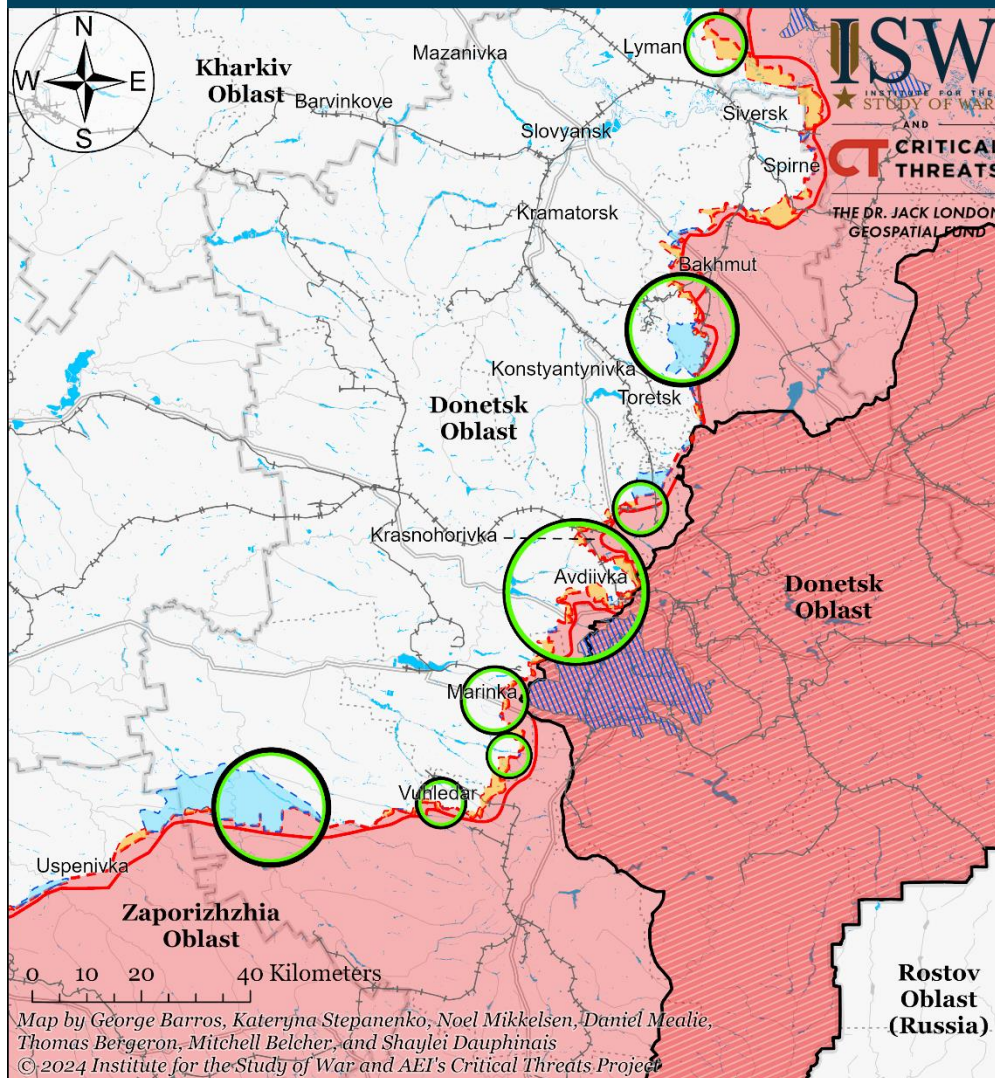 N
W
E
S
Kharkiv
Oblast
Mazanivka
Lyman
Barvinkove
Slovyansk
Siversk
Spirne
Kramatorsk
Bakhmut
ISW
INSTITUTE FOR THE
STUDY OF WAR
AND
CT CRITICAL
THREATS
THE DR. JACK LONDON
GEOSPATIAL FUND
Konstyantynivka
Toretsk
Donetsk
Oblast
Krasnohorivka
Avdiivka
Donetsk
Oblast
Marinka
Vuhledar
Uspenivka
Zaporizhzhia
Oblast
Rostov
Oblast
(Russia)
0 10 20 40 Kilometers
Map by George Barros, Kateryna Stepanenko, Noel Mikkelsen, Daniel Mealie,
Thomas Bergeron, Mitchell Belcher, and Shaylei Dauphinais
© 2024 Institute for the Study of War and AEI's Critical Threats Project